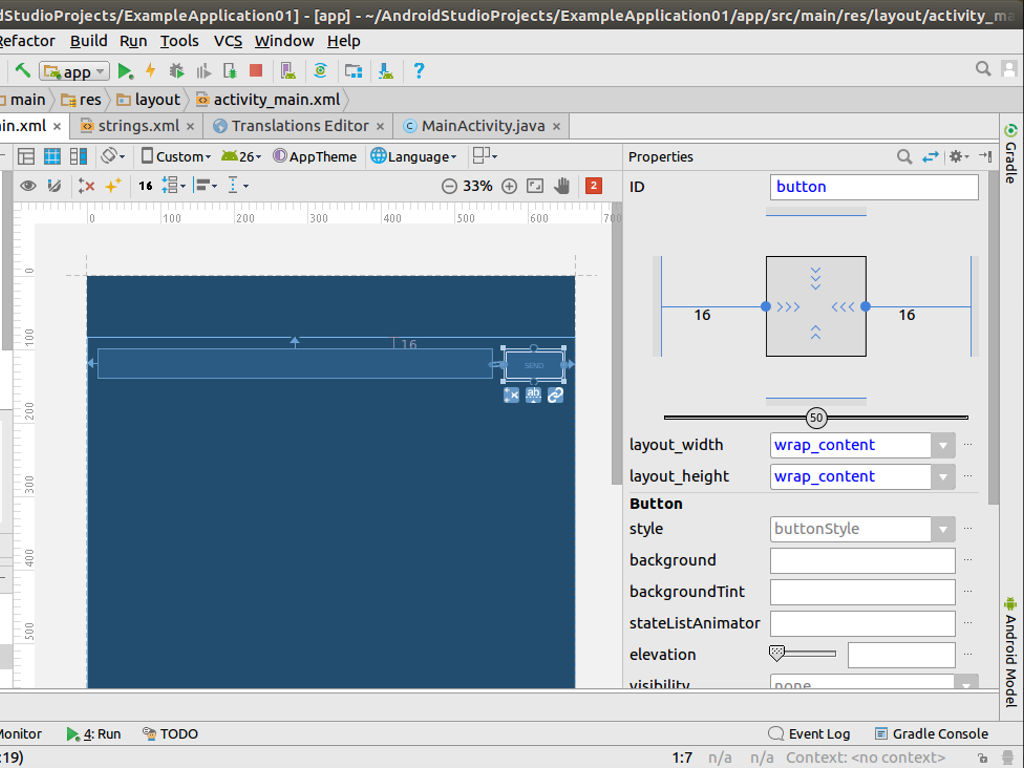 dStudioProjects/ExampleApplication01] - [app] - ~/AndroidStudioProjects/ExampleApplication01/app/src/main/res/layout/activity_ma
Refactor Build Run Tools VCS Window Help
app
main res layout activity_main.xml
in.xml strings.xml Translations Editor MainActivity.java
Custom 26 AppTheme Language
Properties
16 33% 2
ID button
0 100 200 300 400 500 600 700
0
100
200
300
400
500
16
SEND
ab
16 16
50
layout_width wrap_content
layout_height wrap_content
Button
style buttonStyle
background
backgroundTint
stateListAnimator
elevation
visibility none
Gradle
Android Model
Monitor 4: Run TODO Event Log Gradle Console
:19) 1:7 n/a n/a Context: <no context>